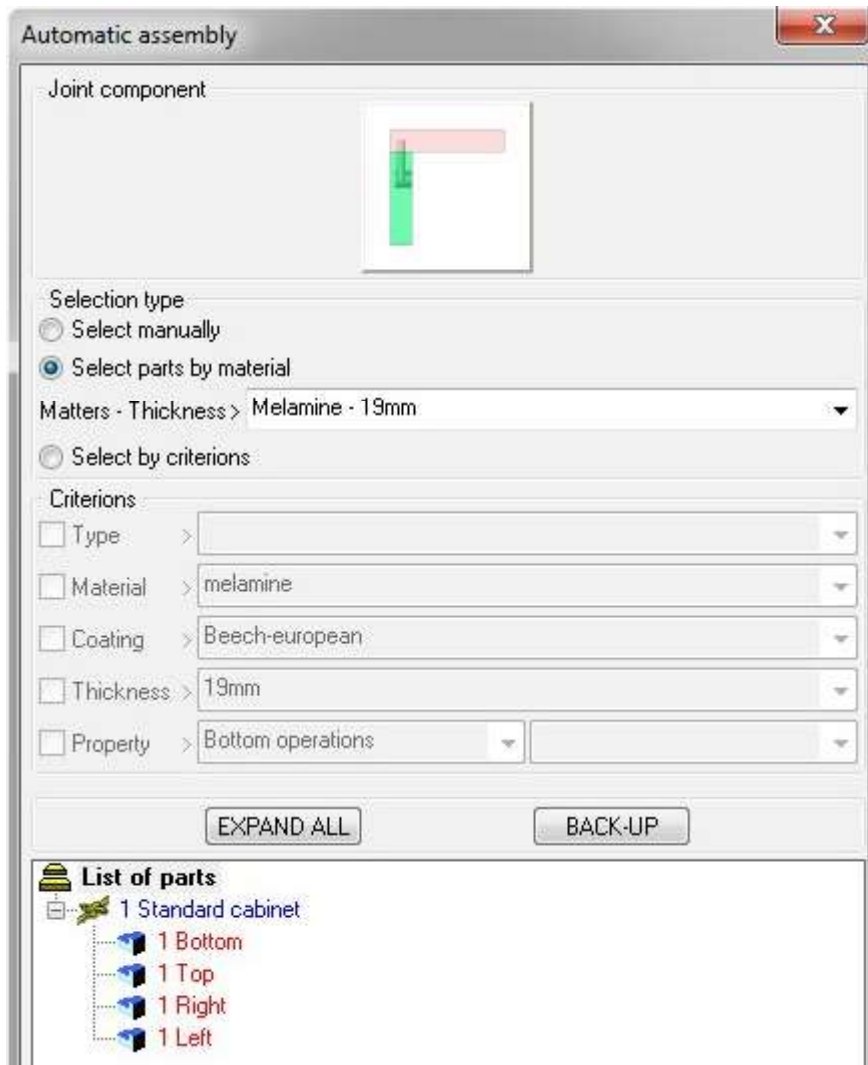 Automatic assembly
Joint component
Selection type
Select manually
Select parts by material
Matters - Thickness > Melamine - 19mm
Select by criterions
Criterions
Type >
Material > melamine
Coating > Beech-european
Thickness > 19mm
Property > Bottom operations
EXPAND ALL BACK-UP
List of parts
1 Standard cabinet
1 Bottom
1 Top
1 Right
1 Left